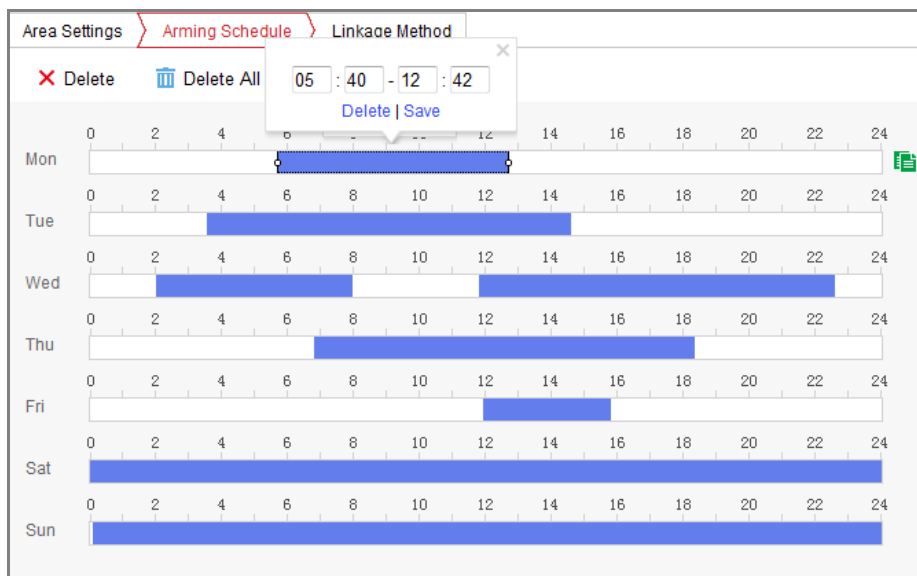 Area Settings Arming Schedule Linkage Method
Delete Delete All
05 : 40 - 12 : 42
Delete | Save
0 2 4 6 12 14 16 18 20 22 24
Mon
0 2 4 6 8 10 12 14 16 18 20 22 24
Tue
0 2 4 6 8 10 12 14 16 18 20 22 24
Wed
0 2 4 6 8 10 12 14 16 18 20 22 24
Thu
0 2 4 6 8 10 12 14 16 18 20 22 24
Fri
0 2 4 6 8 10 12 14 16 18 20 22 24
Sat
0 2 4 6 8 10 12 14 16 18 20 22 24
Sun